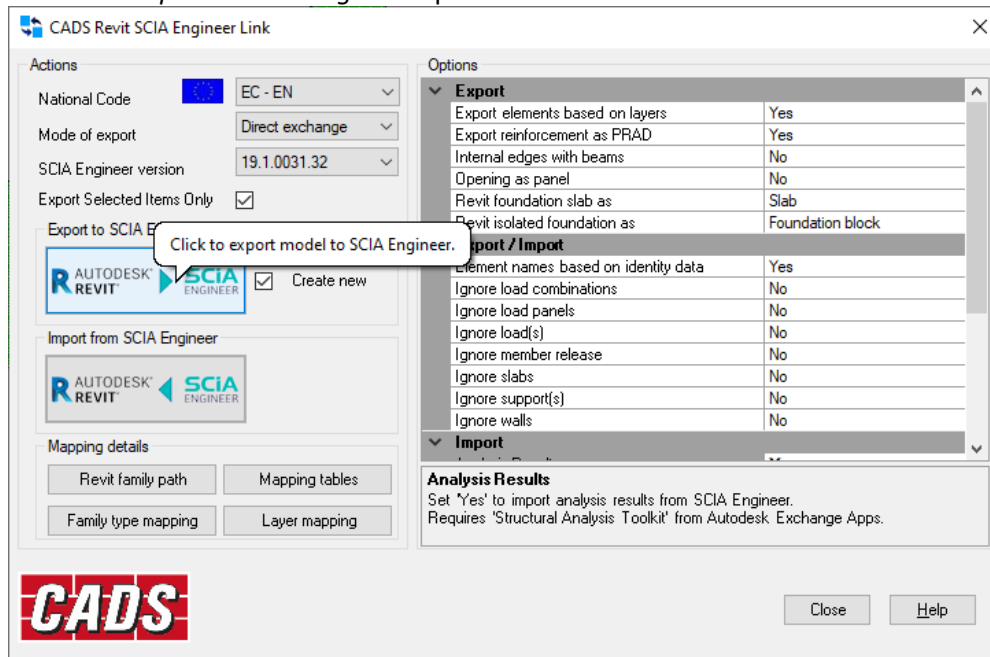 CADS Revit SCIA Engineer Link
Actions
National Code
EC - EN
Mode of export
Direct exchange
SCIA Engineer version
19.1.0031.32
Export Selected Items Only
Export to SCIA E
Click to export model to SCIA Engineer.
R AUTODESK REVIT
SCiA ENGINEER
Create new
Import from SCIA Engineer
R AUTODESK REVIT
SCiA ENGINEER
Mapping details
Revit family path
Mapping tables
Family type mapping
Layer mapping
Options
Export
Export elements based on layers Yes
Export reinforcement as PRAD Yes
Internal edges with beams No
Opening as panel No
Revit foundation slab as Slab
Revit isolated foundation as Foundation block
xport / Import
Element names based on identity data Yes
Ignore load combinations No
Ignore load panels No
Ignore load(s) No
Ignore member release No
Ignore slabs No
Ignore support(s) No
Ignore walls No
Import
Analysis Results
Set 'Yes' to import analysis results from SCIA Engineer.
Requires 'Structural Analysis Toolkit' from Autodesk Exchange Apps.
CADS
Close
Help